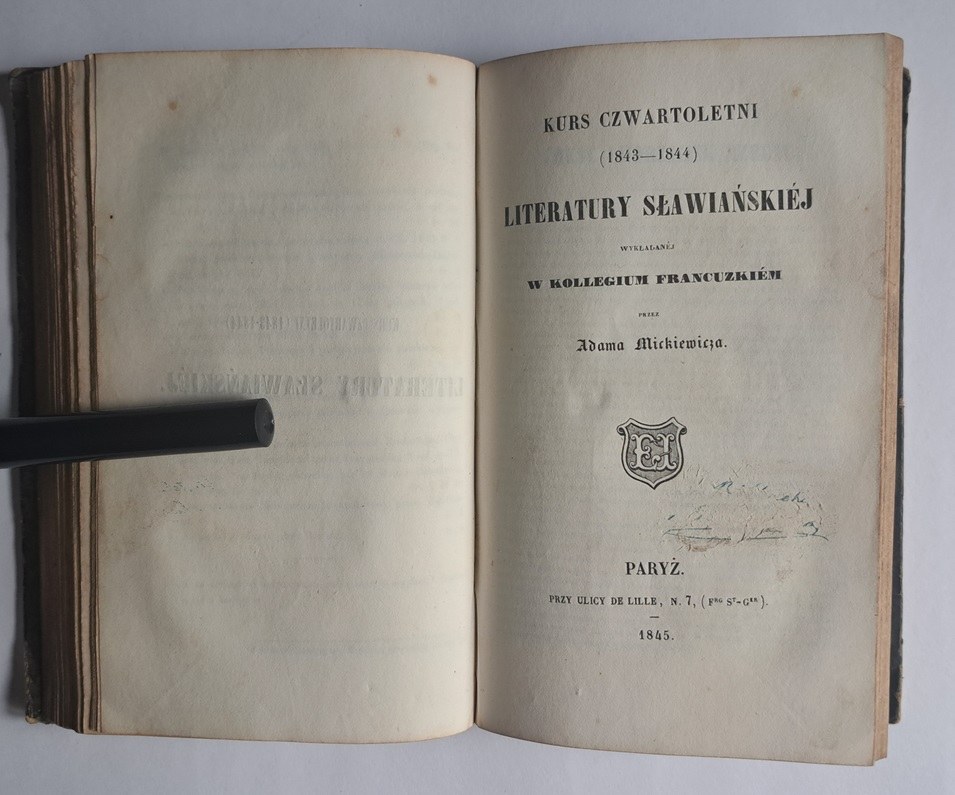 KURS CZWARTOLETNI
(1843—1844)
LITERATURY SŁAWIAŃSKIÉJ
WYKŁADANÉJ
W KOLLEGIUM FRANCUZKIÉM
PRZEZ
Adama Mickiewicza.
EI
PARYŻ.
PRZY ULICY DE LILLE, N. 7, (Fᴮᴳ Sᵀ-Gᴱᴿ).
1845.